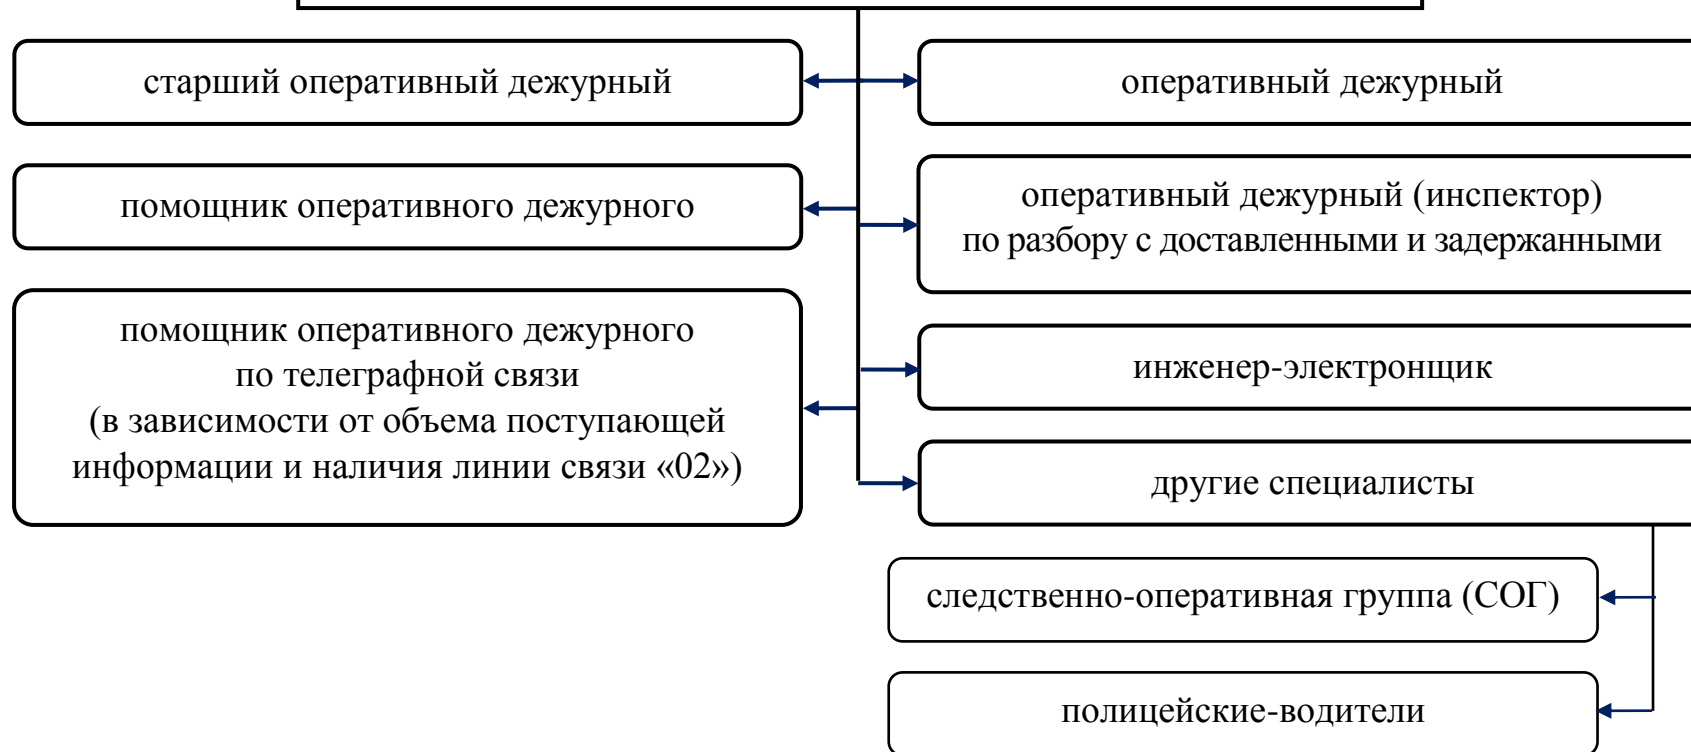 старший оперативный дежурный
оперативный дежурный
помощник оперативного дежурного
оперативный дежурный (инспектор)
по разбору с доставленными и задержанными
помощник оперативного дежурного
по телеграфной связи
(в зависимости от объема поступающей
информации и наличия линии связи «02»)
инженер-электронщик
другие специалисты
следственно-оперативная группа (СОГ)
полицейские-водители